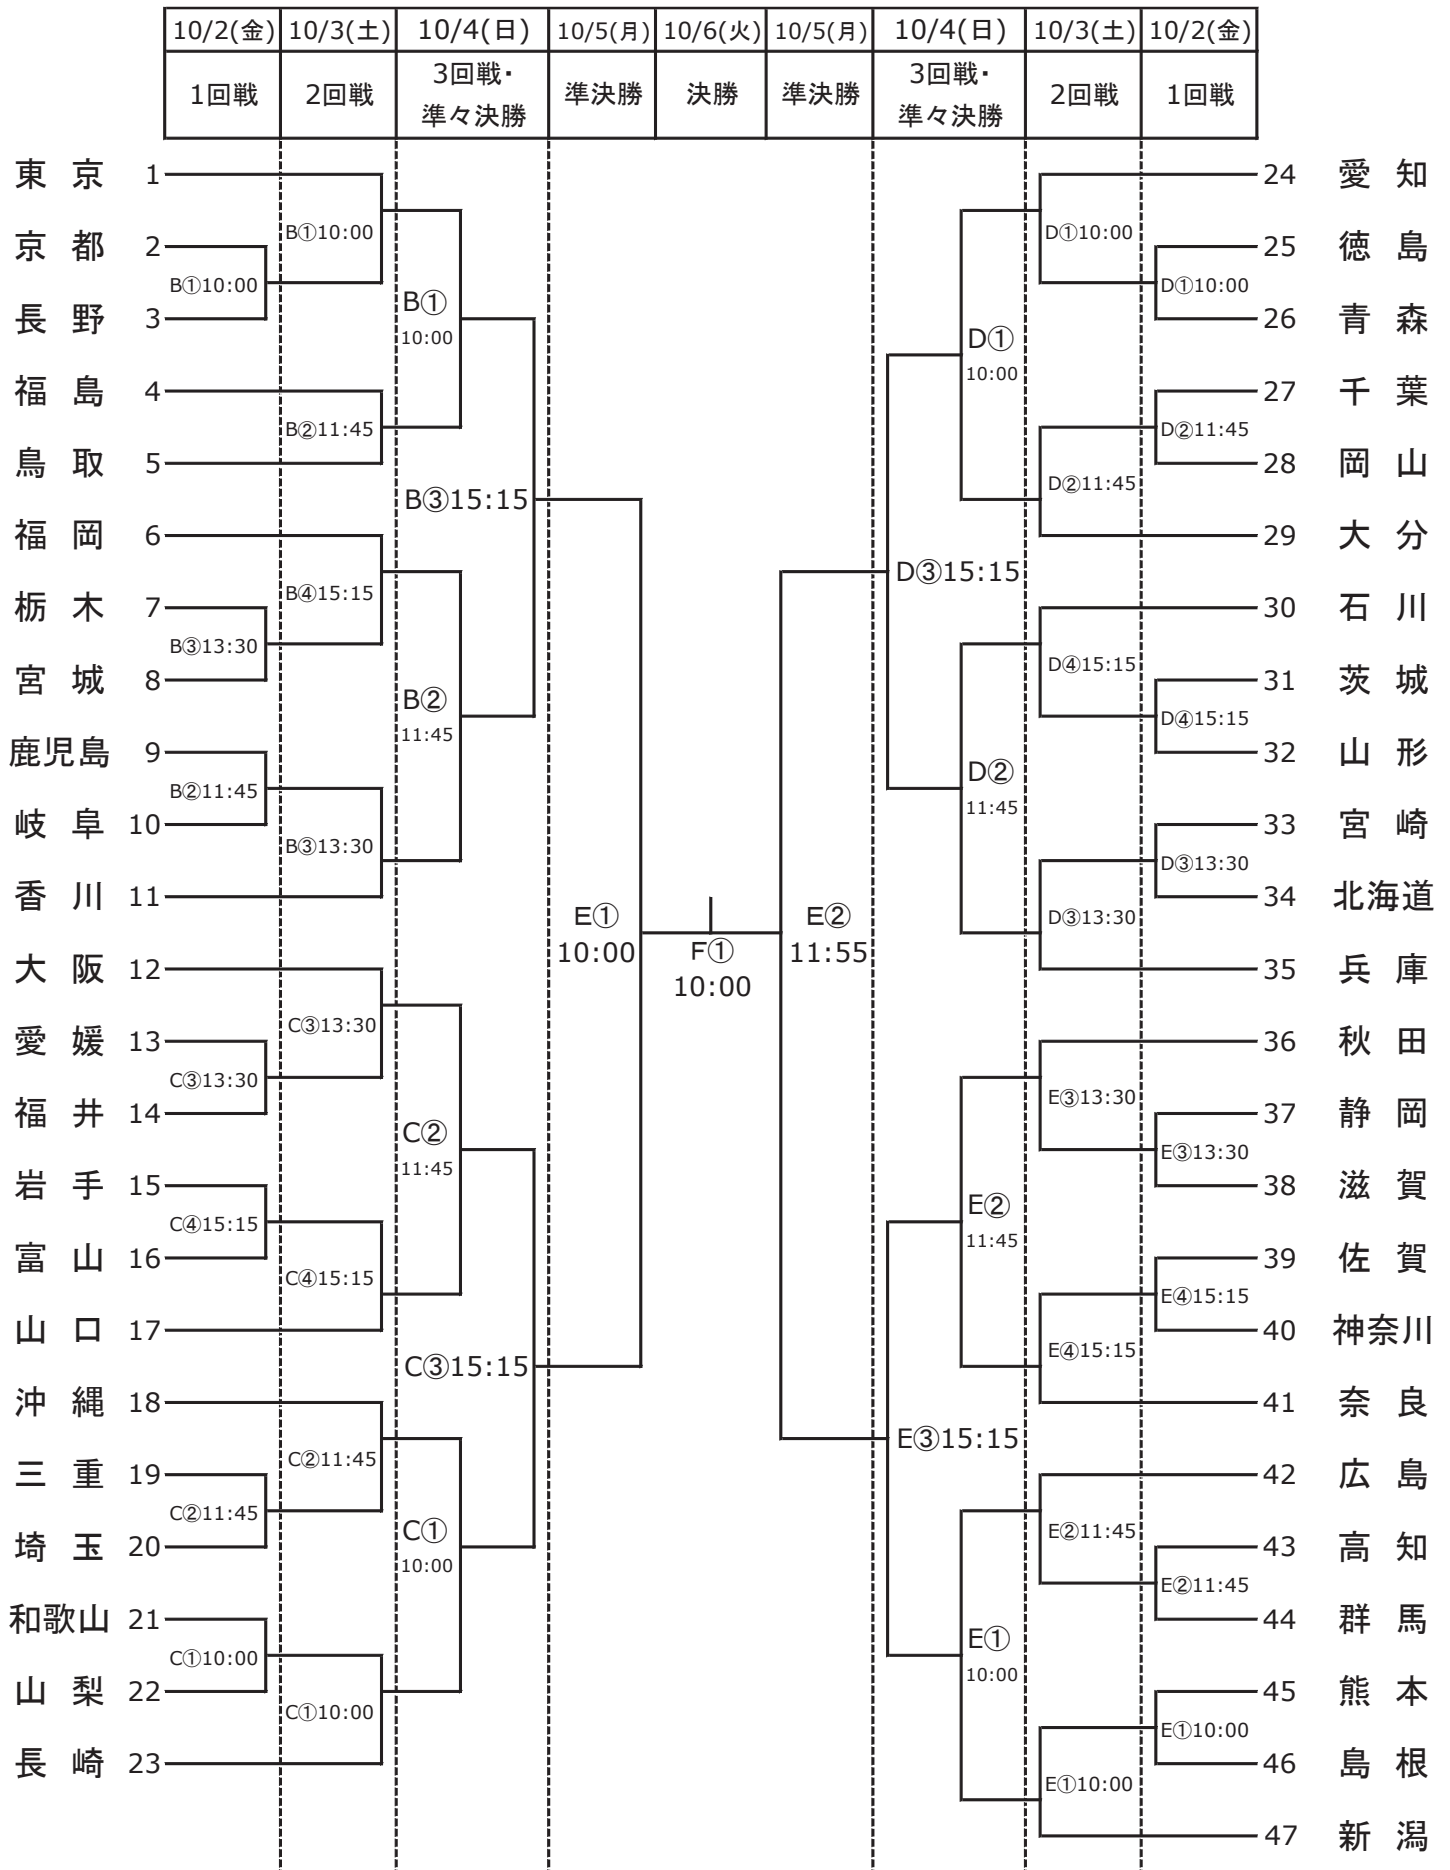 10/2(金) 10/3(土) 10/4(日) 10/5(月) 10/6(火) 10/5(月) 10/4(日) 10/3(土) 10/2(金)
1回戦 2回戦 3回戦・準々決勝 準決勝 決勝 準決勝 3回戦・準々決勝 2回戦 1回戦
東京 1 24 愛知
B①10:00 D①10:00
京都 2 25 徳島
B①10:00 D①10:00
長野 3 26 青森
B①
10:00
D①
10:00
福島 4 27 千葉
B②11:45 D②11:45
鳥取 5 28 岡山
B③15:15 D②11:45
福岡 6 29 大分
D③15:15
B④15:15
栃木 7 30 石川
B③13:30 D④15:15
宮城 8 31 茨城
B②
11:45
D④15:15
鹿児島 9 32 山形
D②
11:45
B②11:45
岐阜 10 33 宮崎
B③13:30 D③13:30
香川 11 34 北海道
E①
10:00
F①
10:00
E②
11:55
D③13:30
大阪 12 35 兵庫
C③13:30
愛媛 13 36 秋田
C③13:30 E③13:30
福井 14 37 静岡
C②
11:45
E③13:30
岩手 15 38 滋賀
C④15:15
E②
11:45
富山 16 39 佐賀
C④15:15 E④15:15
山口 17 40 神奈川
C③15:15 E④15:15
沖縄 18 41 奈良
C②11:45 E③15:15
三重 19 42 広島
C②11:45 E②11:45
C①
10:00
埼玉 20 43 高知
E②11:45
和歌山 21 44 群馬
C①10:00
E①
10:00
山梨 22 45 熊本
C①10:00 E①10:00
長崎 23 46 島根
E①10:00
47 新潟